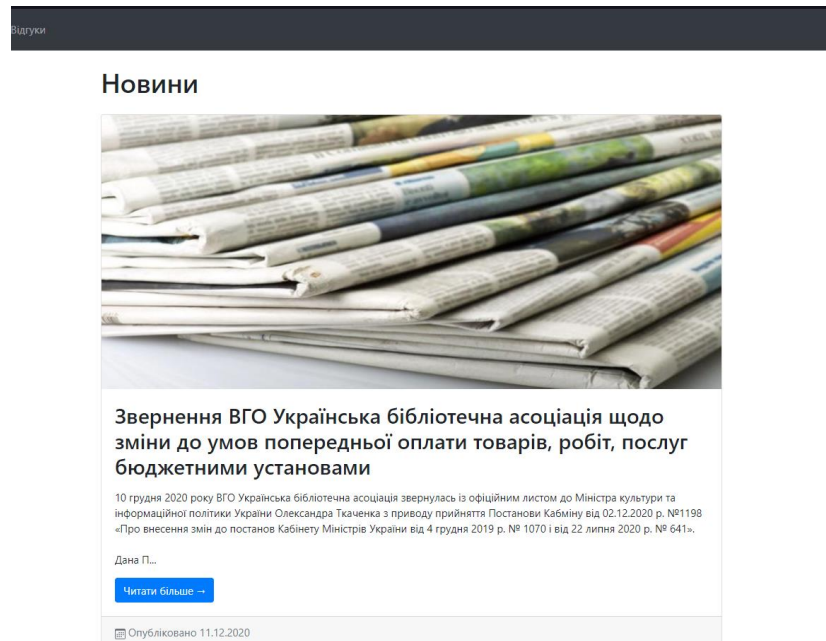 Відгуки
Новини
Звернення ВГО Українська бібліотечна асоціація щодо
зміни до умов попередньої оплати товарів, робіт, послуг
бюджетними установами
10 грудня 2020 року ВГО Українська бібліотечна асоціація звернулась із офіційним листом до Міністра культури та
інформаційної політики України Олександра Ткаченка з приводу прийняття Постанови Кабміну від 02.12.2020 р. №1198
«Про внесення змін до постанов Кабінету Міністрів України від 4 грудня 2019 р. № 1070 і від 22 липня 2020 р. № 641».
Дана П...
Читати більше →
Опубліковано 11.12.2020